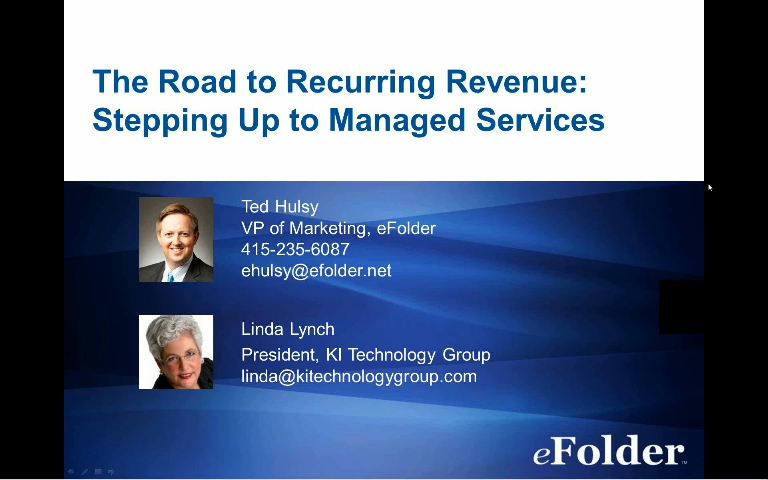 The Road to Recurring Revenue:
Stepping Up to Managed Services
Ted Hulsy
VP of Marketing, eFolder
415-235-6087
ehulsy@efolder.net
Linda Lynch
President, KI Technology Group
linda@kitechnologygroup.com
eFolder™